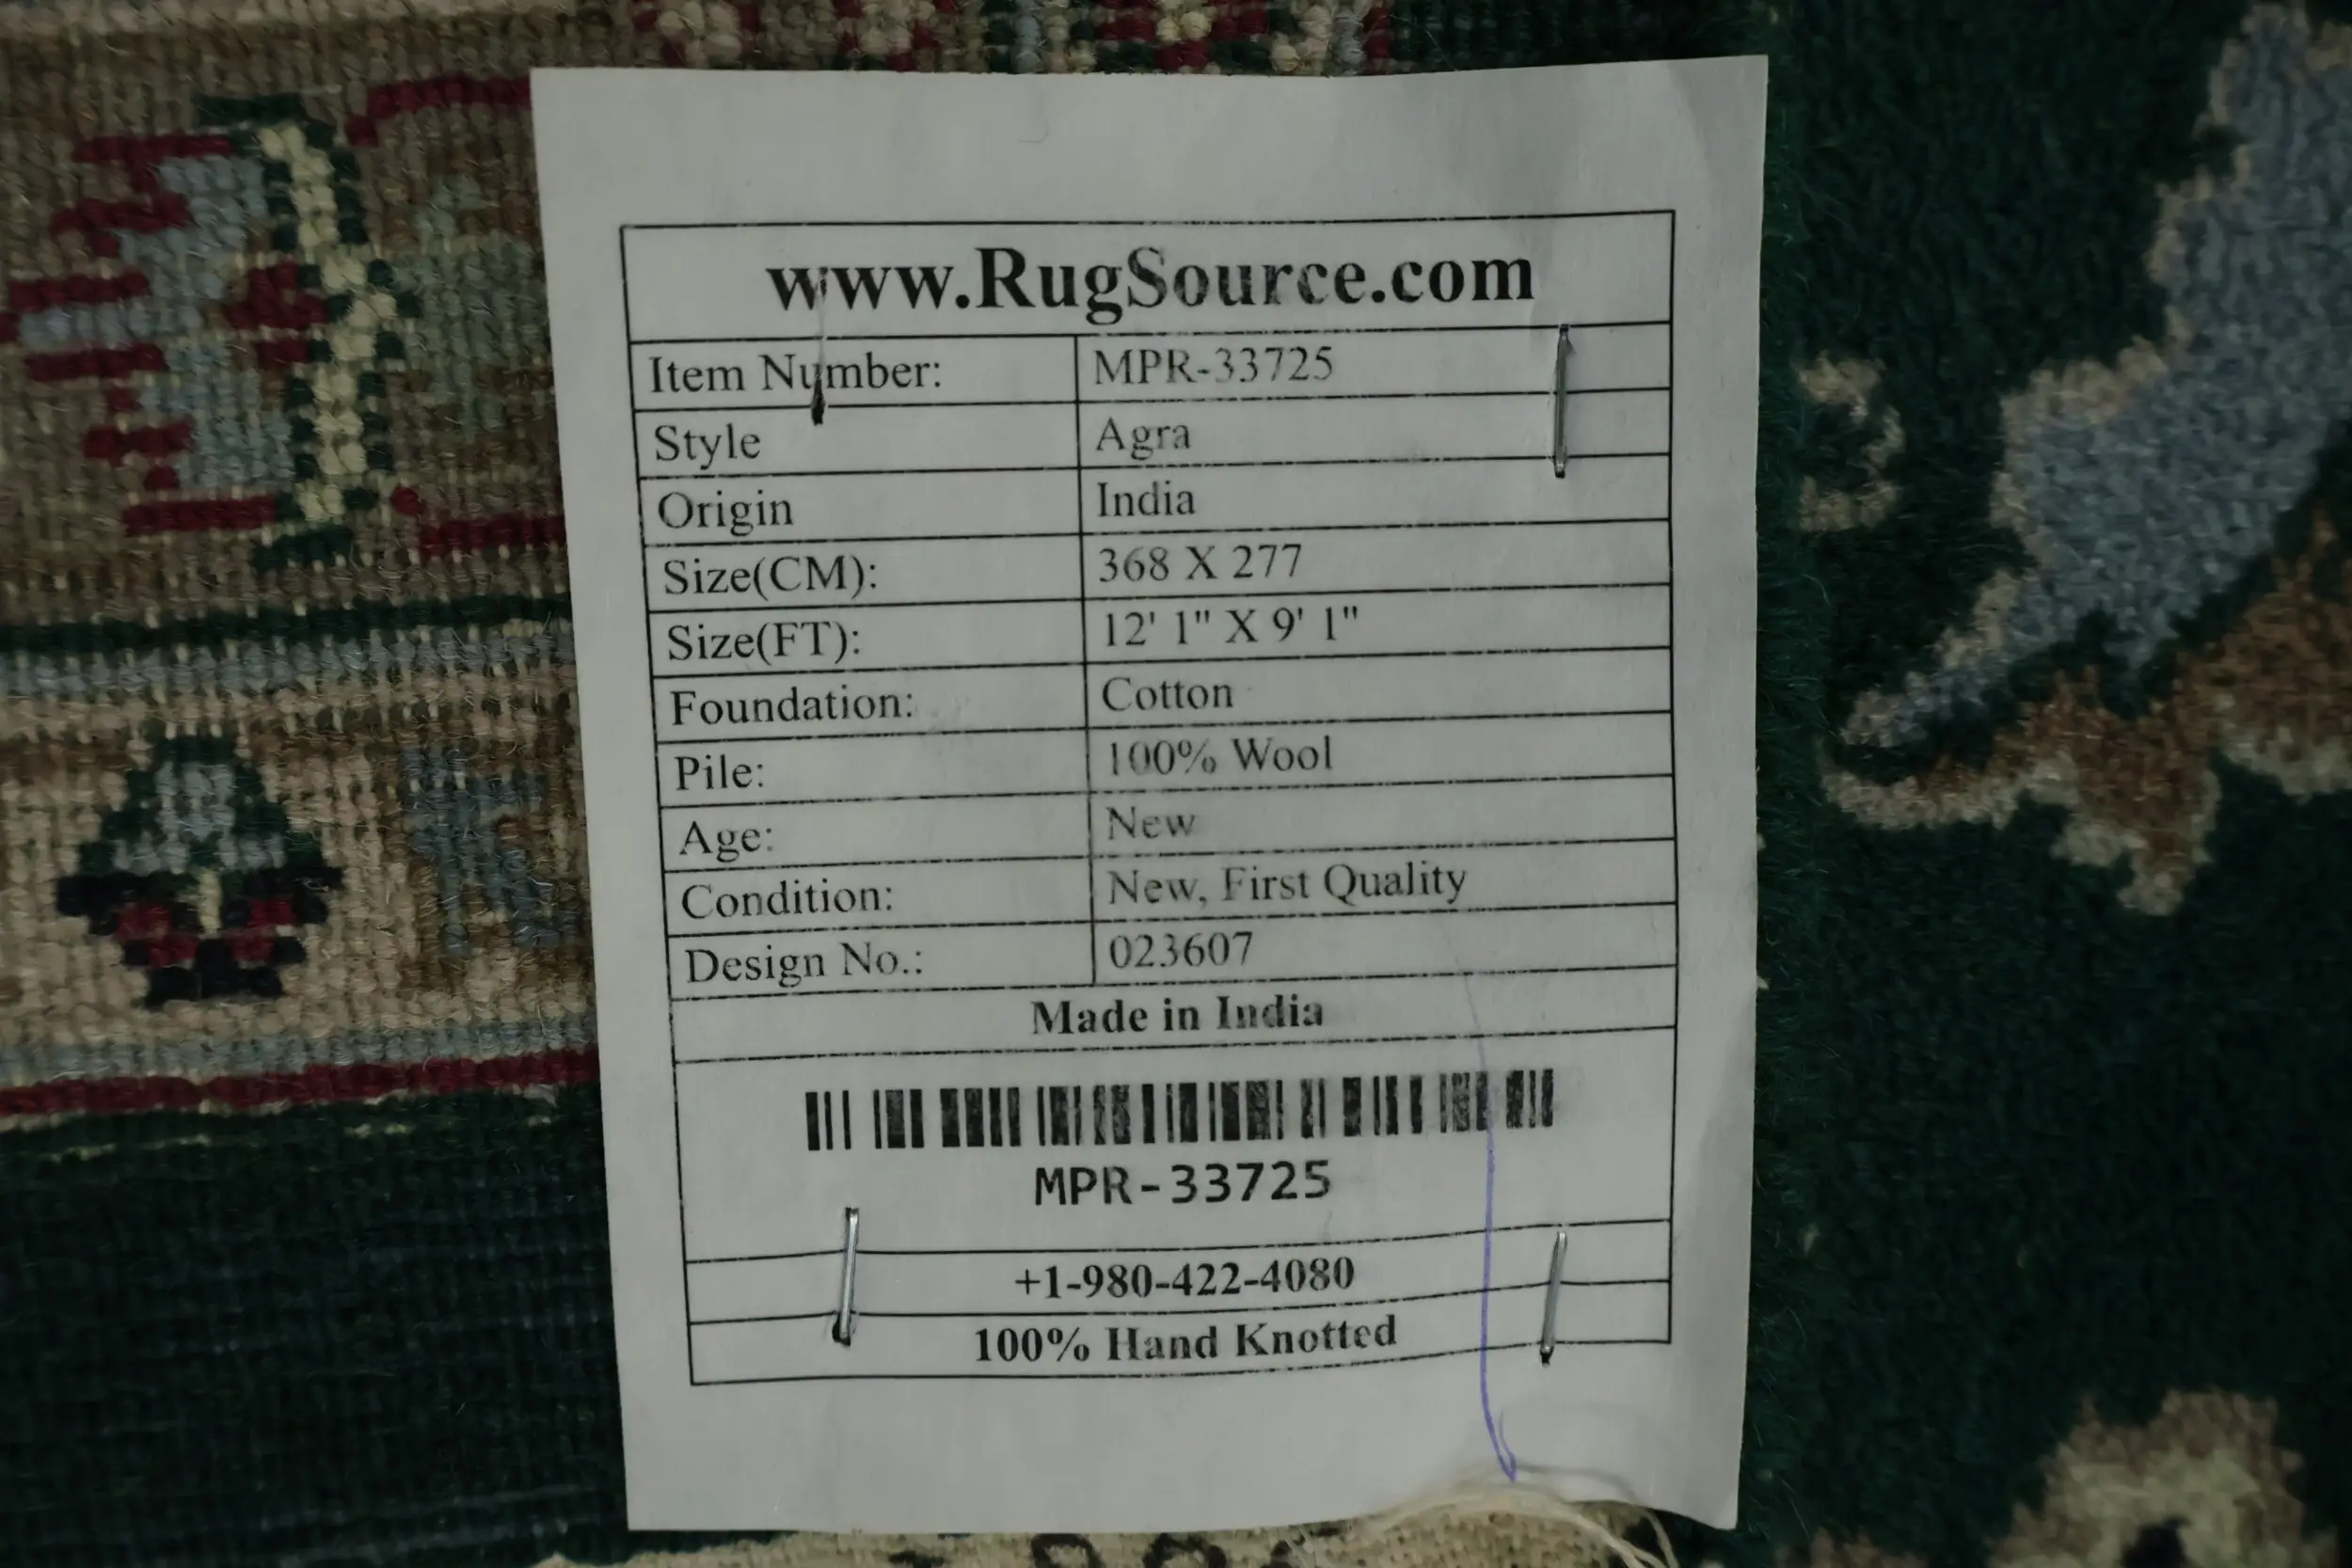 www.RugSource.com
Item Number: MPR-33725
Style Agra
Origin India
Size(CM): 368 X 277
Size(FT): 12' 1" X 9' 1"
Foundation: Cotton
Pile: 100% Wool
Age: New
Condition: New, First Quality
Design No.: 023607
Made in India
MPR-33725
+1-980-422-4080
100% Hand Knotted